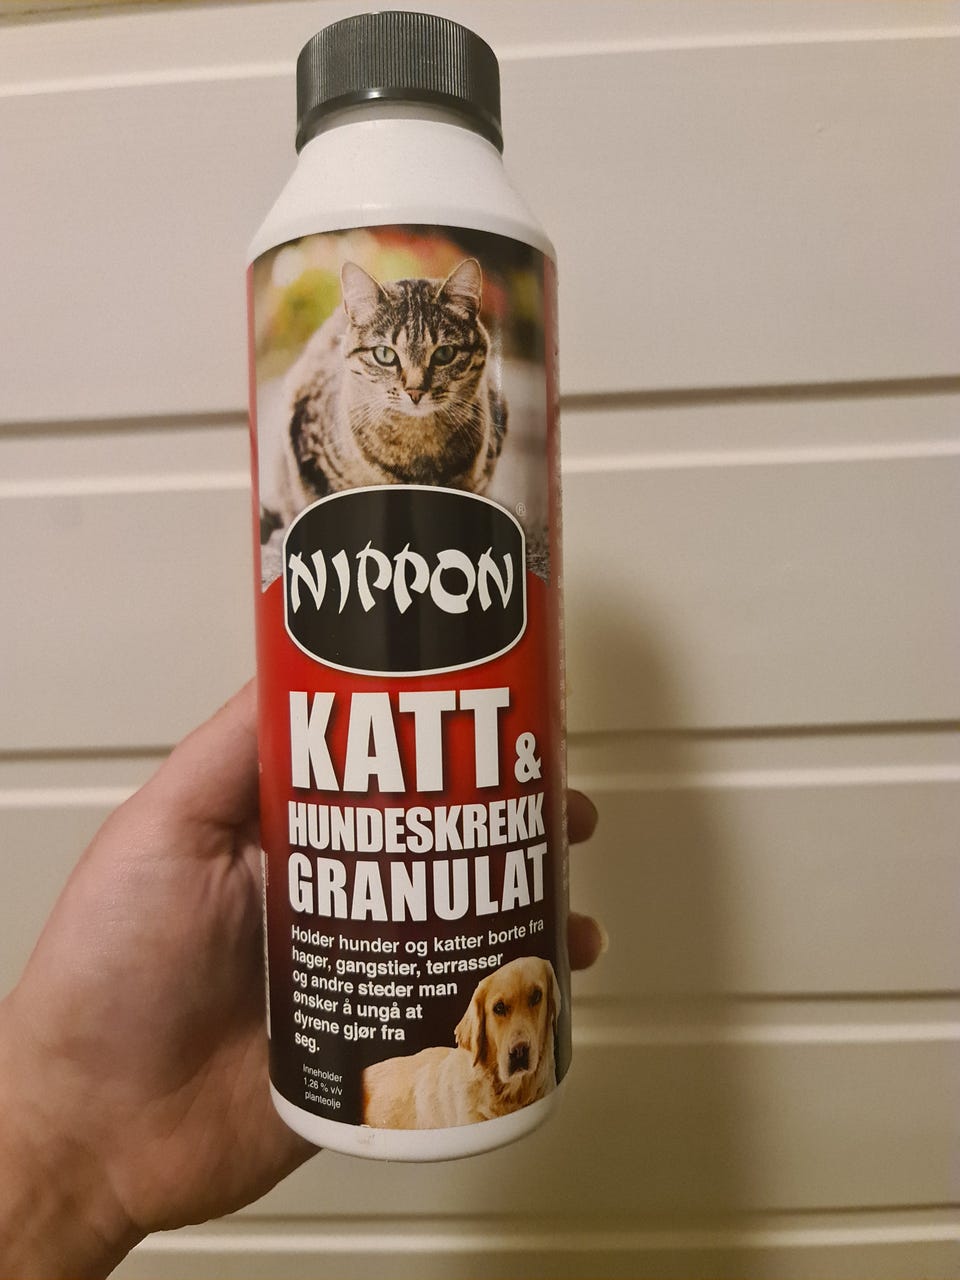 NIPPON
®
KATT &
HUNDESKREKK
GRANULAT
Holder hunder og katter borte fra
hager, gangstier, terrasser
og andre steder man
ønsker å ungå at
dyrene gjør fra
seg.
Inneholder
1.26 % v/v
planteolje